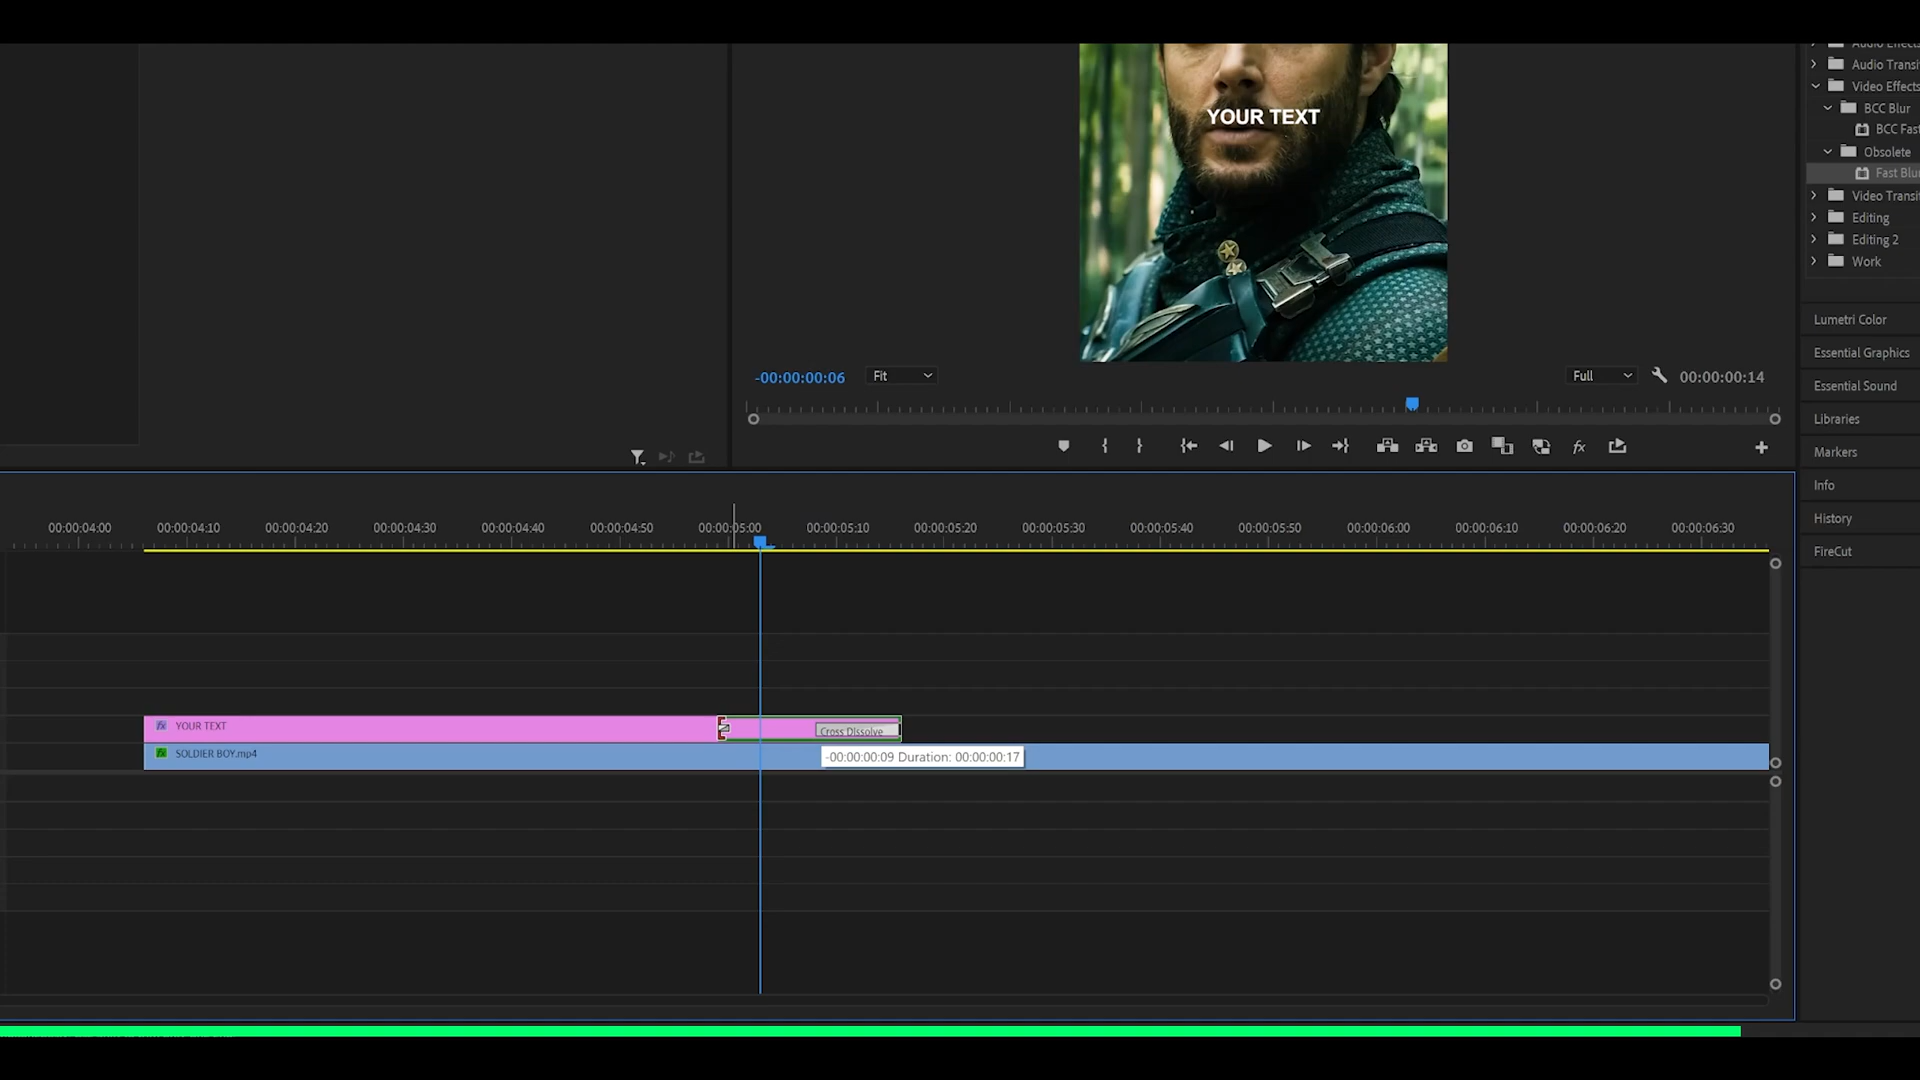 Audio Effects
Audio Transi
Video Effects
BCC Blur
BCC Fas
Obsolete
Fast Blu
Video Transi
Editing
Editing 2
Work
YOUR TEXT
-00:00:00:06
Fit
Full
00:00:00:14
Lumetri Color
Essential Graphics
Essential Sound
Libraries
Markers
Info
History
FireCut
00:00:04:00
00:00:04:10
00:00:04:20
00:00:04:30
00:00:04:40
00:00:04:50
00:00:05:00
00:00:05:10
00:00:05:20
00:00:05:30
00:00:05:40
00:00:05:50
00:00:06:00
00:00:06:10
00:00:06:20
00:00:06:30
fx YOUR TEXT
Cross Dissolve
fx SOLDIER BOY.mp4
-00:00:00:09 Duration: 00:00:00:17